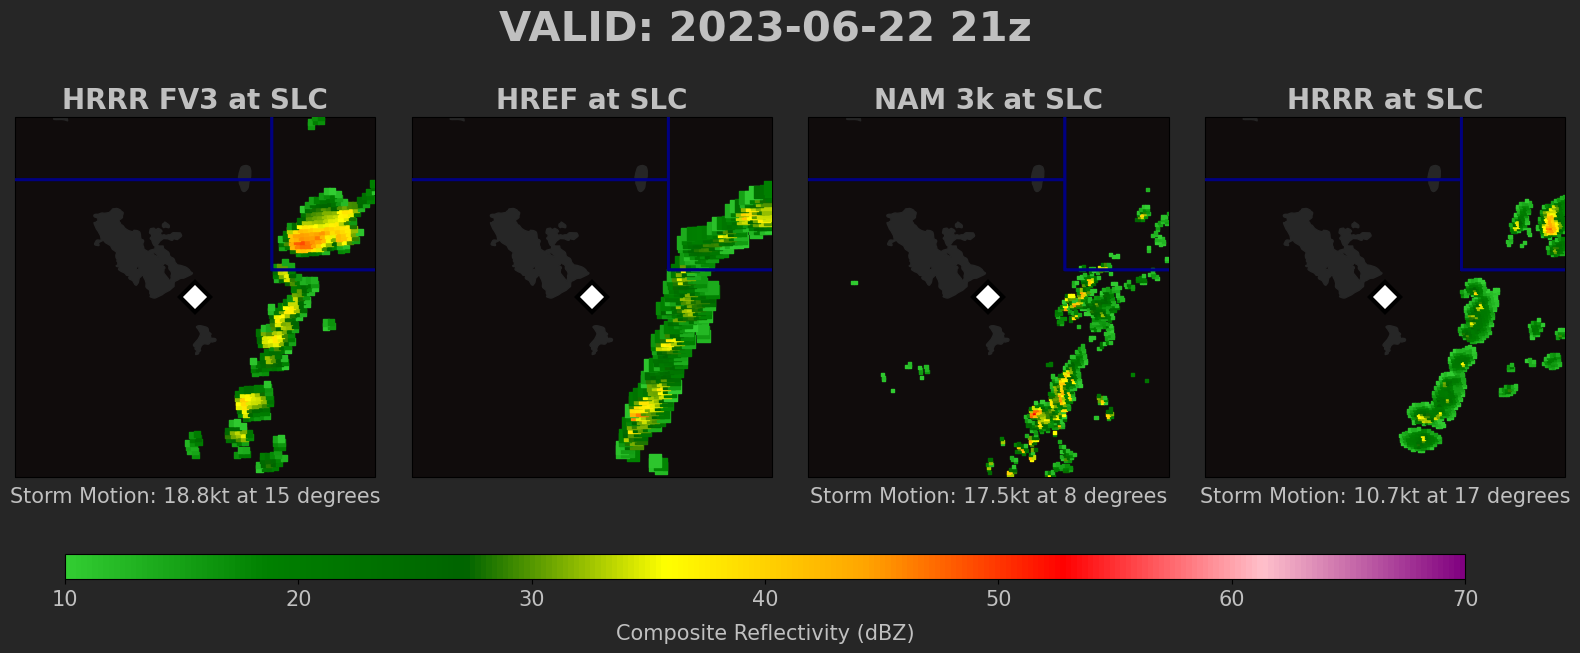 VALID: 2023-06-22 21z
HRRR FV3 at SLC
HREF at SLC
NAM 3k at SLC
HRRR at SLC
Storm Motion: 18.8kt at 15 degrees
Storm Motion: 17.5kt at 8 degrees
Storm Motion: 10.7kt at 17 degrees
10 20 30 40 50 60 70
Composite Reflectivity (dBZ)